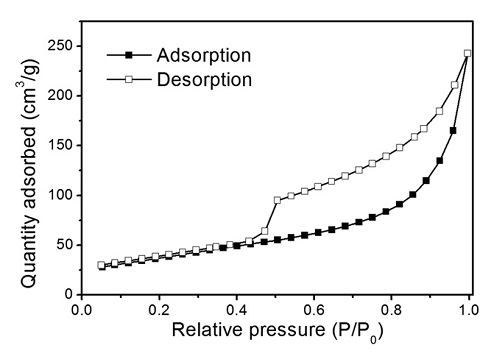 250
200
150
100
50
0
Quantity adsorbed (cm³/g)
Adsorption
Desorption
0.0 0.2 0.4 0.6 0.8 1.0
Relative pressure (P/P₀)